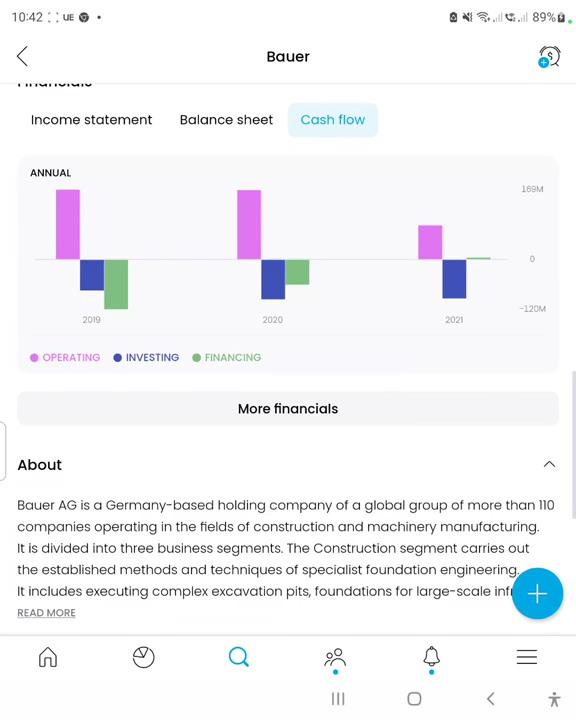 10:42 UE 89%
Bauer
Financials
Income statement Balance sheet Cash flow
ANNUAL
169M
0
-120M
2019 2020 2021
OPERATING INVESTING FINANCING
More financials
About
Bauer AG is a Germany-based holding company of a global group of more than 110
companies operating in the fields of construction and machinery manufacturing.
It is divided into three business segments. The Construction segment carries out
the established methods and techniques of specialist foundation engineering.
It includes executing complex excavation pits, foundations for large-scale infr
READ MORE